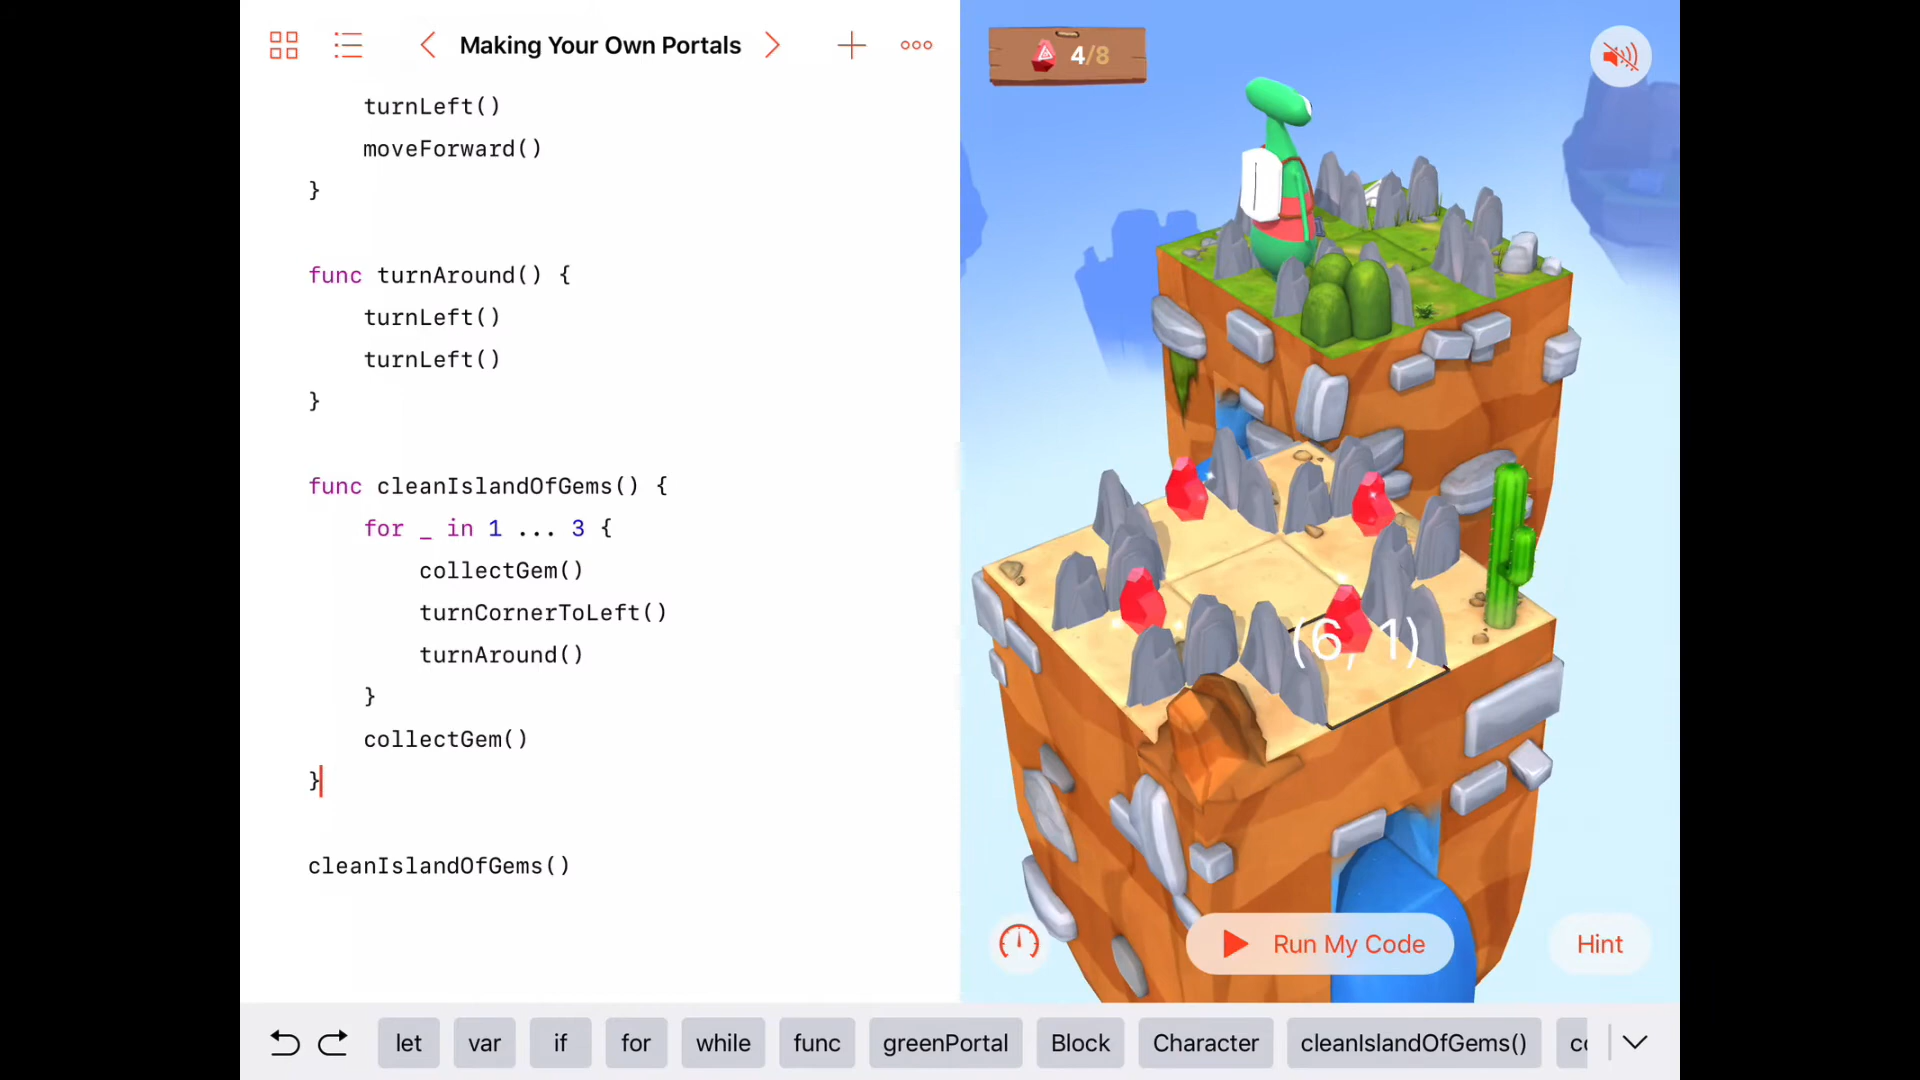 Making Your Own Portals
turnLeft()
moveForward()
}
func turnAround() {
turnLeft()
turnLeft()
}
func cleanIslandOfGems() {
for _ in 1 ... 3 {
collectGem()
turnCornerToLeft()
turnAround()
}
collectGem()
}
cleanIslandOfGems()
4/8
(6, 1)
Run My Code
Hint
let var if for while func greenPortal Block Character cleanIslandOfGems()